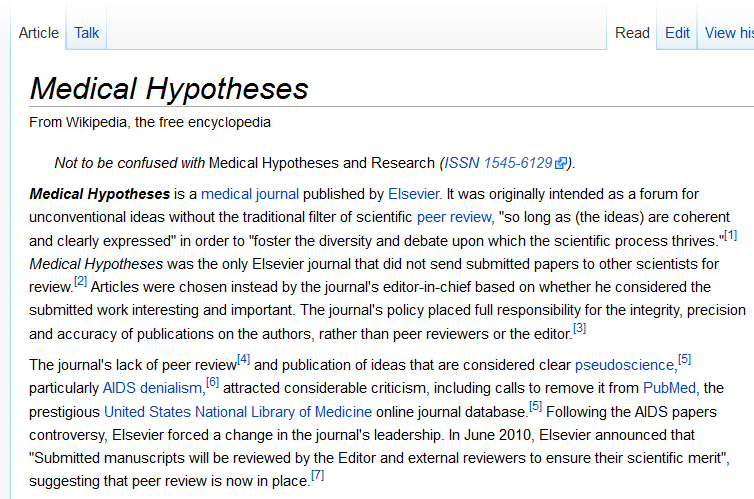 Article Talk Read Edit View his
Medical Hypotheses
From Wikipedia, the free encyclopedia
Not to be confused with Medical Hypotheses and Research (ISSN 1545-6129).
Medical Hypotheses is a medical journal published by Elsevier. It was originally intended as a forum for
unconventional ideas without the traditional filter of scientific peer review, "so long as (the ideas) are coherent
and clearly expressed" in order to "foster the diversity and debate upon which the scientific process thrives."[1]
Medical Hypotheses was the only Elsevier journal that did not send submitted papers to other scientists for
review.[2] Articles were chosen instead by the journal's editor-in-chief based on whether he considered the
submitted work interesting and important. The journal's policy placed full responsibility for the integrity, precision
and accuracy of publications on the authors, rather than peer reviewers or the editor.[3]
The journal's lack of peer review[4] and publication of ideas that are considered clear pseudoscience,[5]
particularly AIDS denialism,[6] attracted considerable criticism, including calls to remove it from PubMed, the
prestigious United States National Library of Medicine online journal database.[5] Following the AIDS papers
controversy, Elsevier forced a change in the journal's leadership. In June 2010, Elsevier announced that
"Submitted manuscripts will be reviewed by the Editor and external reviewers to ensure their scientific merit",
suggesting that peer review is now in place.[7]